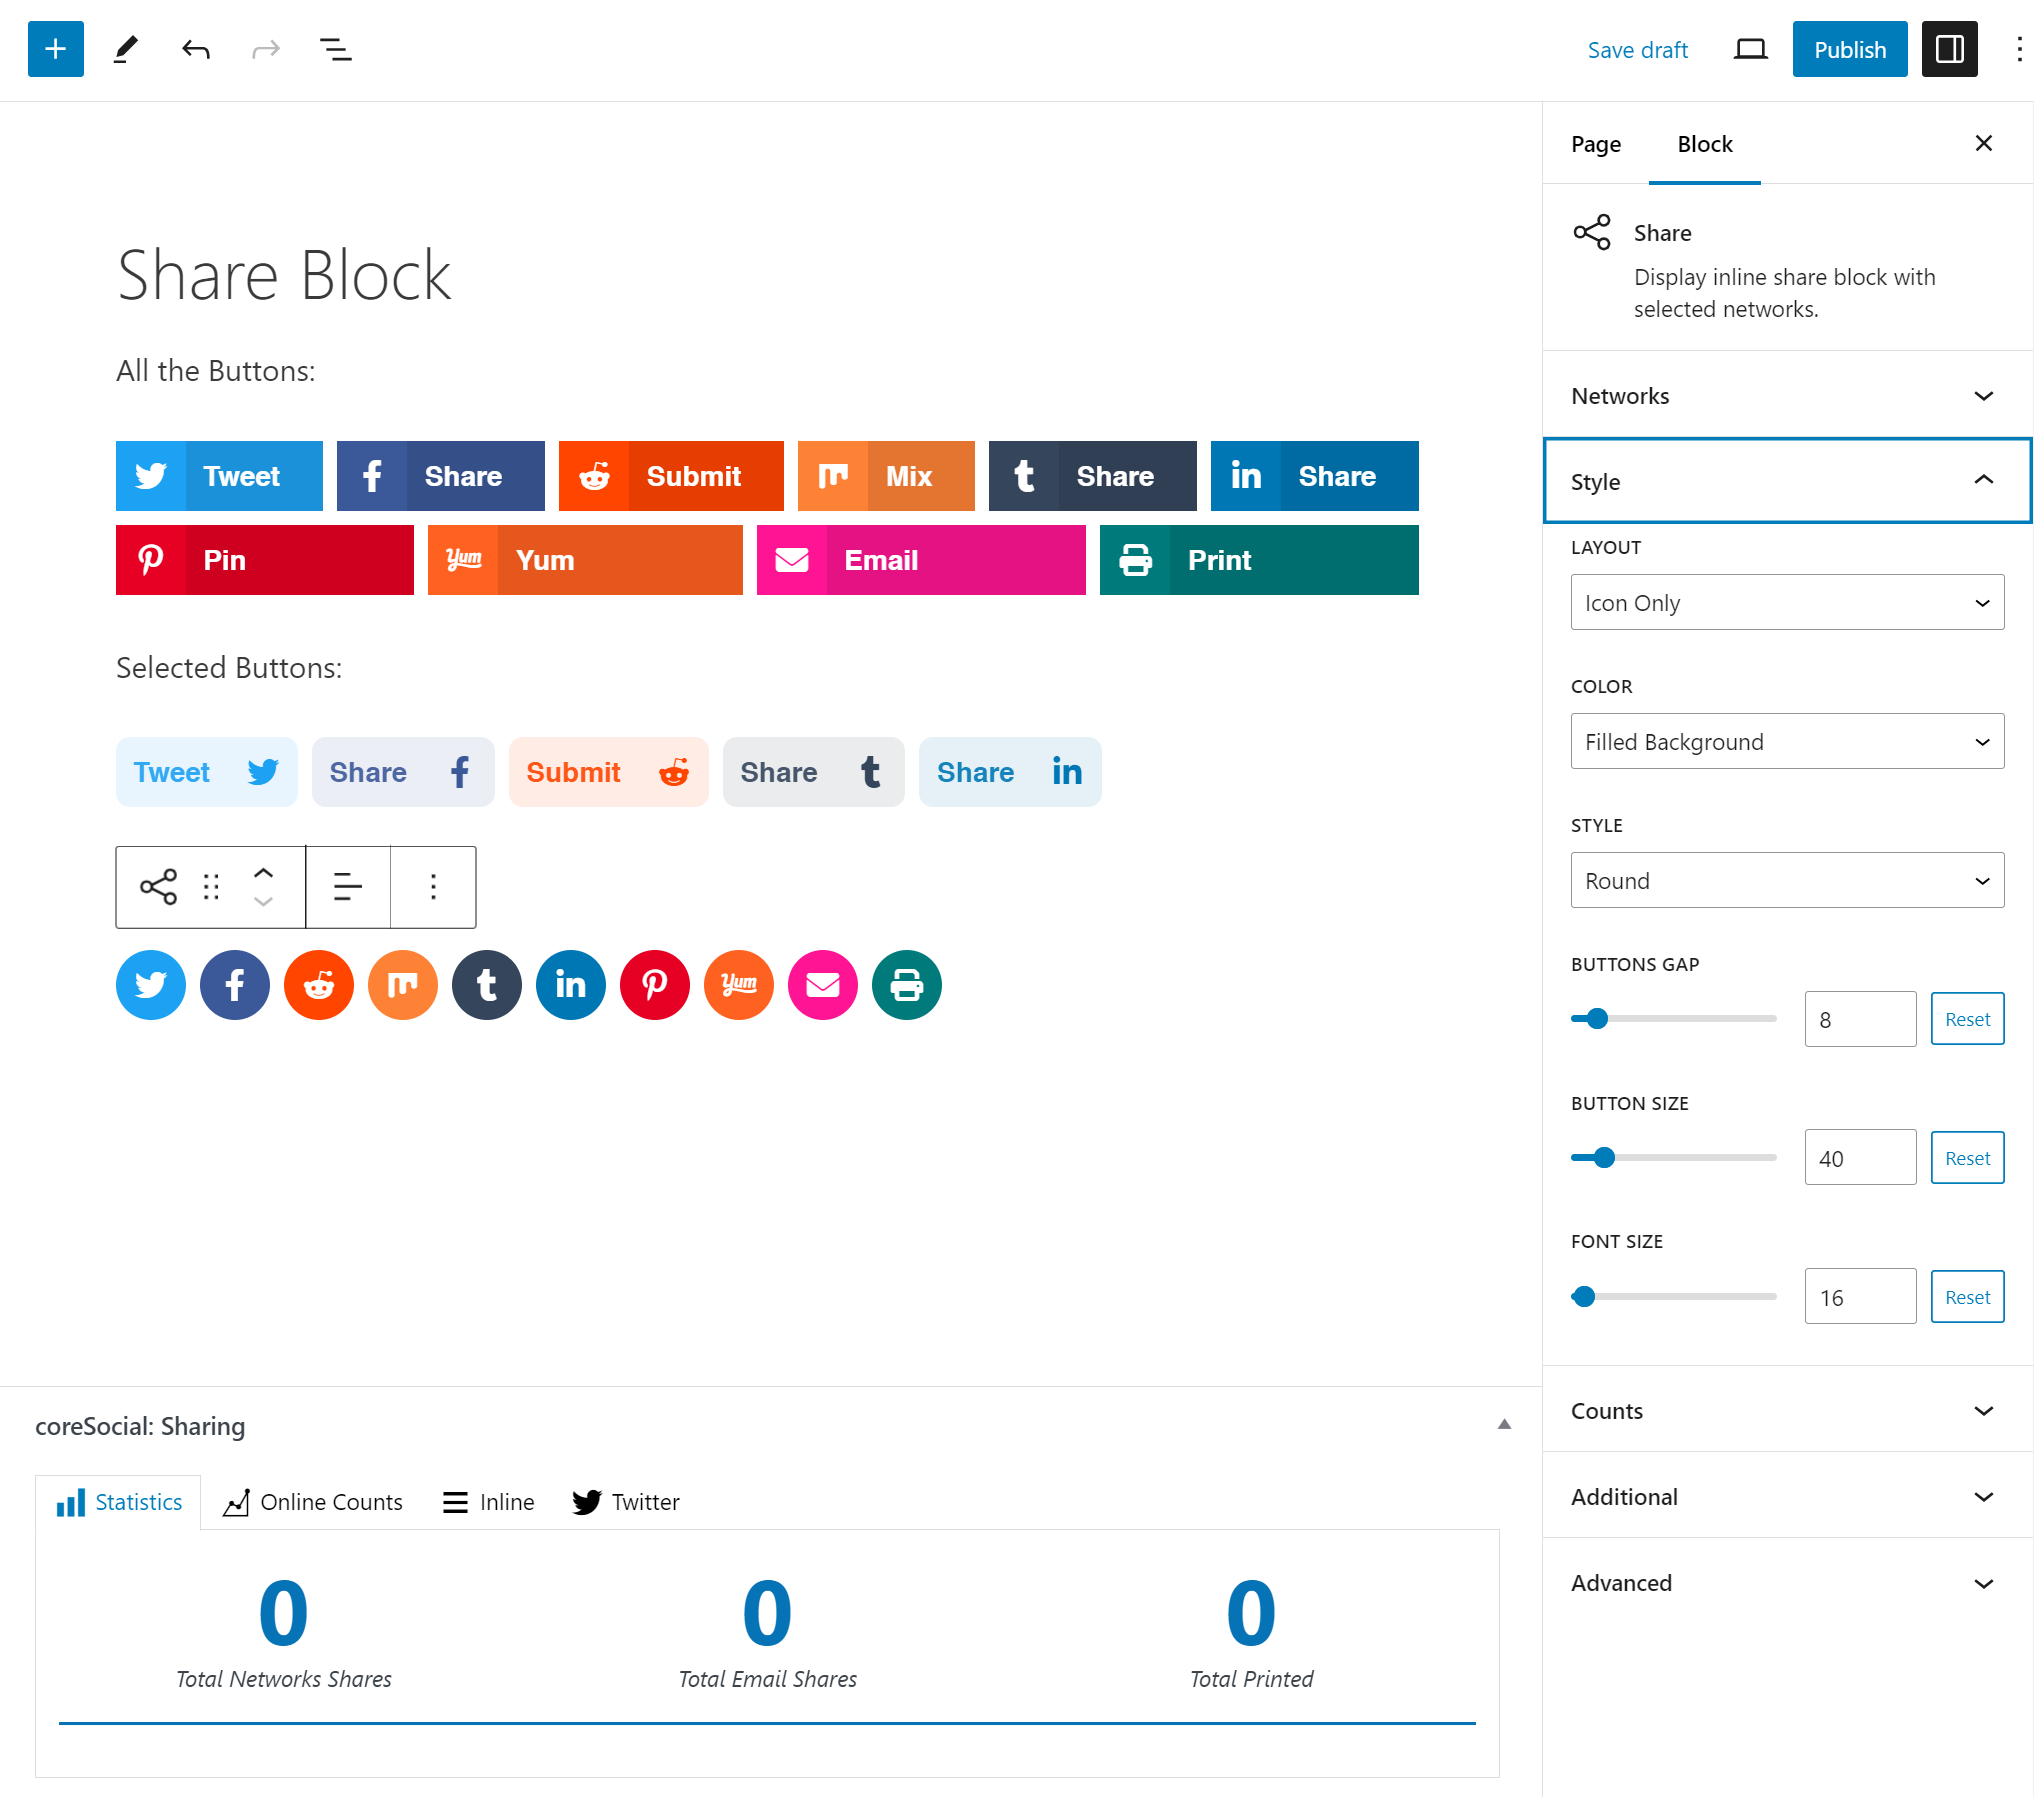 Save draft
Publish
Page
Block
Share
Display inline share block with
selected networks.
Share Block
All the Buttons:
Tweet
Share
Submit
Mix
Share
Share
Pin
Yum Yum
Email
Print
Selected Buttons:
Tweet
Share
Submit
Share
Share
Yum
Networks
Style
LAYOUT
Icon Only
COLOR
Filled Background
STYLE
Round
BUTTONS GAP
8 Reset
BUTTON SIZE
40 Reset
FONT SIZE
16 Reset
Counts
Additional
Advanced
coreSocial: Sharing
Statistics
Online Counts
Inline
Twitter
0
Total Networks Shares
0
Total Email Shares
0
Total Printed